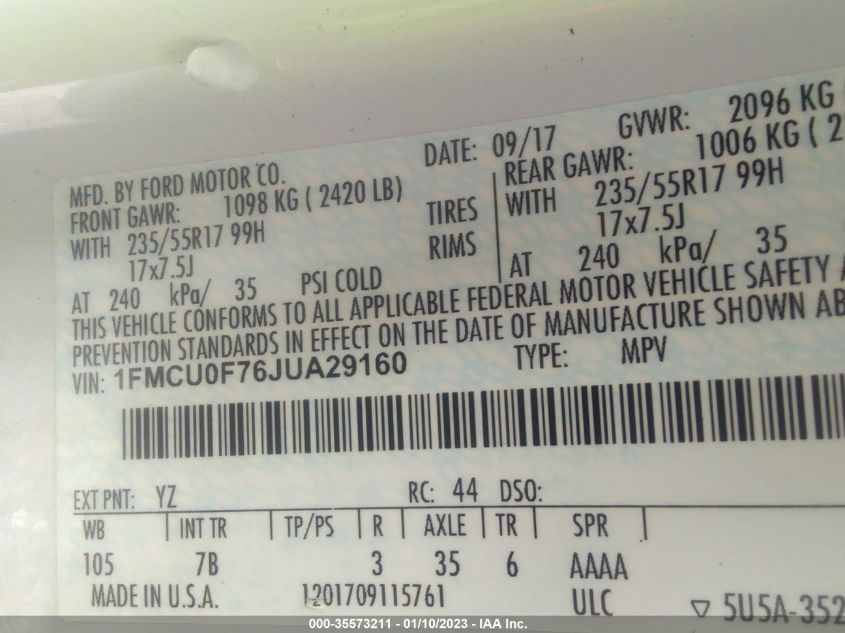 DATE: 09/17 GVWR: 2096 KG
MFD. BY FORD MOTOR CO.
FRONT GAWR: 1098 KG ( 2420 LB) REAR GAWR: 1006 KG ( 2
WITH 235/55R17 99H TIRES WITH 235/55R17 99H
17x7.5J RIMS 17x7.5J
AT 240 kPa/ 35 PSI COLD AT 240 kPa/ 35
THIS VEHICLE CONFORMS TO ALL APPLICABLE FEDERAL MOTOR VEHICLE SAFETY
PREVENTION STANDARDS IN EFFECT ON THE DATE OF MANUFACTURE SHOWN AB
VIN: 1FMCU0F76JUA29160 TYPE: MPV
EXT PNT: YZ RC: 44 DSO:
WB INT TR TP/PS R AXLE TR SPR
105 7B 3 35 6 AAAA
MADE IN U.S.A. 1201709115761 ULC ▽ 5U5A-352
000-35573211 - 01/10/2023 - IAA Inc.